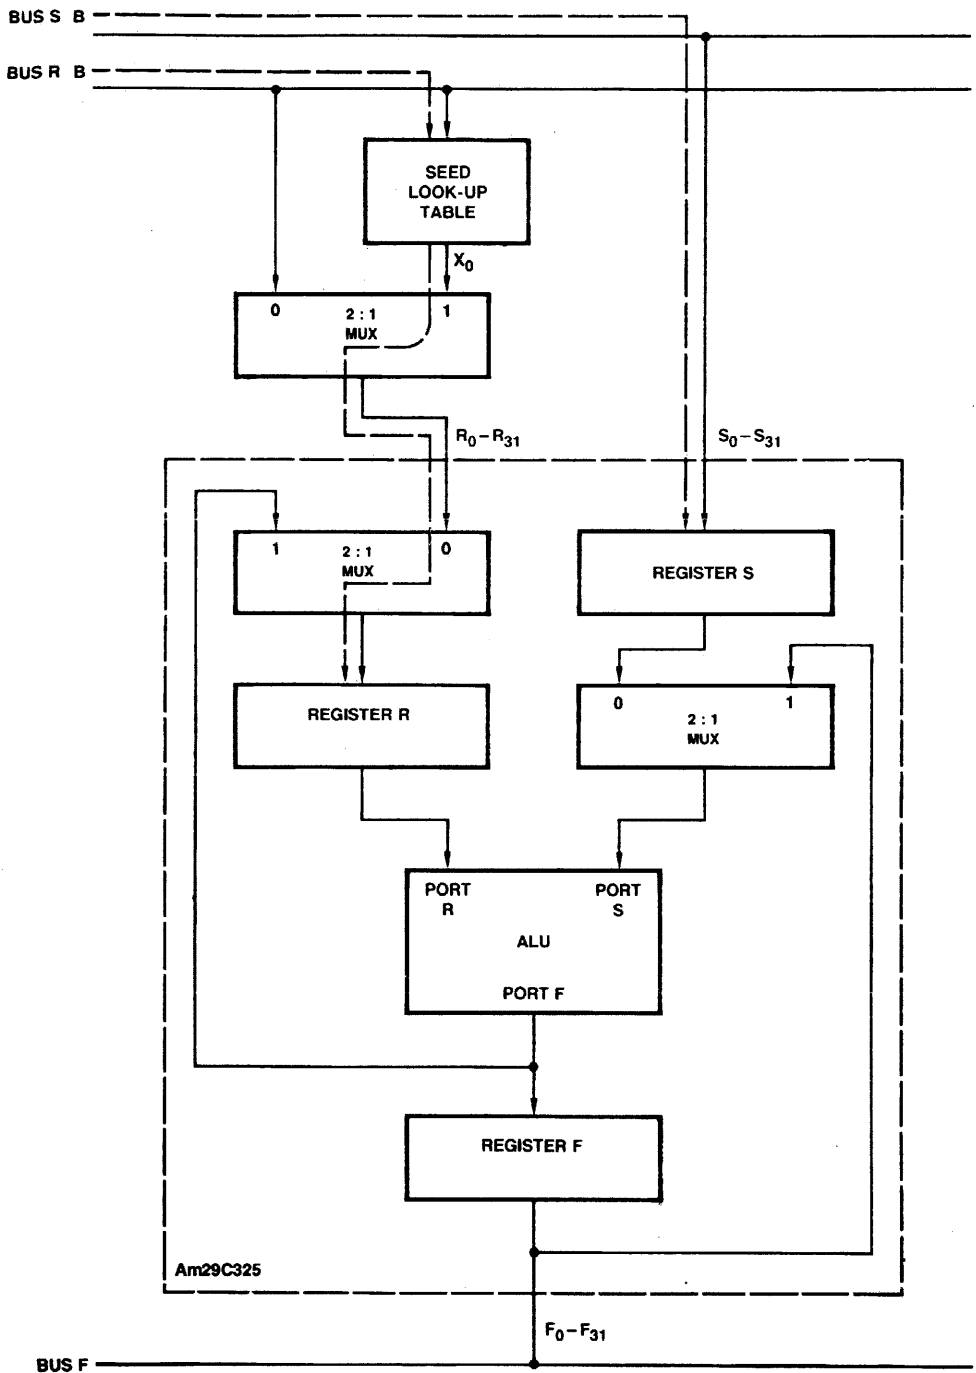 BUS S B
BUS R B
SEED
LOOK-UP
TABLE
X0
0 2 : 1 1
MUX
R0–R31
S0–S31
1 2 : 1 0
MUX
REGISTER S
REGISTER R
0 1
2 : 1
MUX
PORT PORT
R S
ALU
PORT F
REGISTER F
Am29C325
F0–F31
BUS F